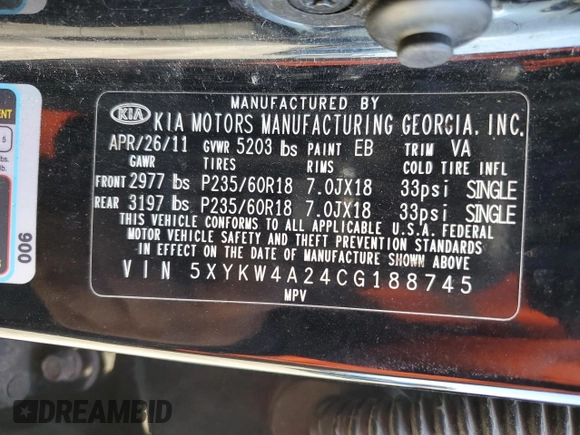 MANUFACTURED BY
KIA KIA MOTORS MANUFACTURING GEORGIA, INC.
APR/26/11 GVWR 5203 lbs PAINT EB TRIM VA
GAWR TIRES RIMS COLD TIRE INFL
FRONT 2977 lbs P235/60R18 7.0JX18 33psi SINGLE
REAR 3197 lbs P235/60R18 7.0JX18 33psi SINGLE
THIS VEHICLE CONFORMS TO ALL APPLICABLE U.S.A. FEDERAL
MOTOR VEHICLE SAFETY AND THEFT PREVENTION STANDARDS
IN EFFECT ON THE DATE OF MANUFACTURE SHOWN ABOVE
VIN 5XYKW4A24CG188745
MPV
006
DREAMBID